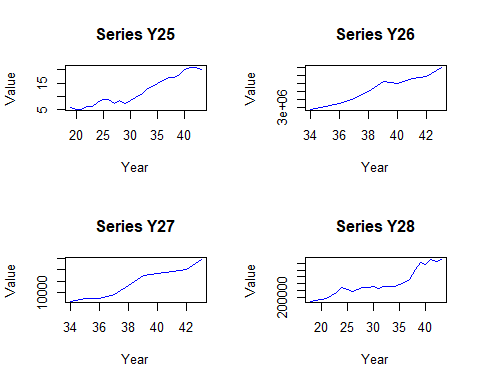 Series Y25
Value
5 15
20 25 30 35 40
Year
Series Y26
Value
3e+06
34 36 38 40 42
Year
Series Y27
Value
10000
34 36 38 40 42
Year
Series Y28
Value
200000
20 25 30 35 40
Year